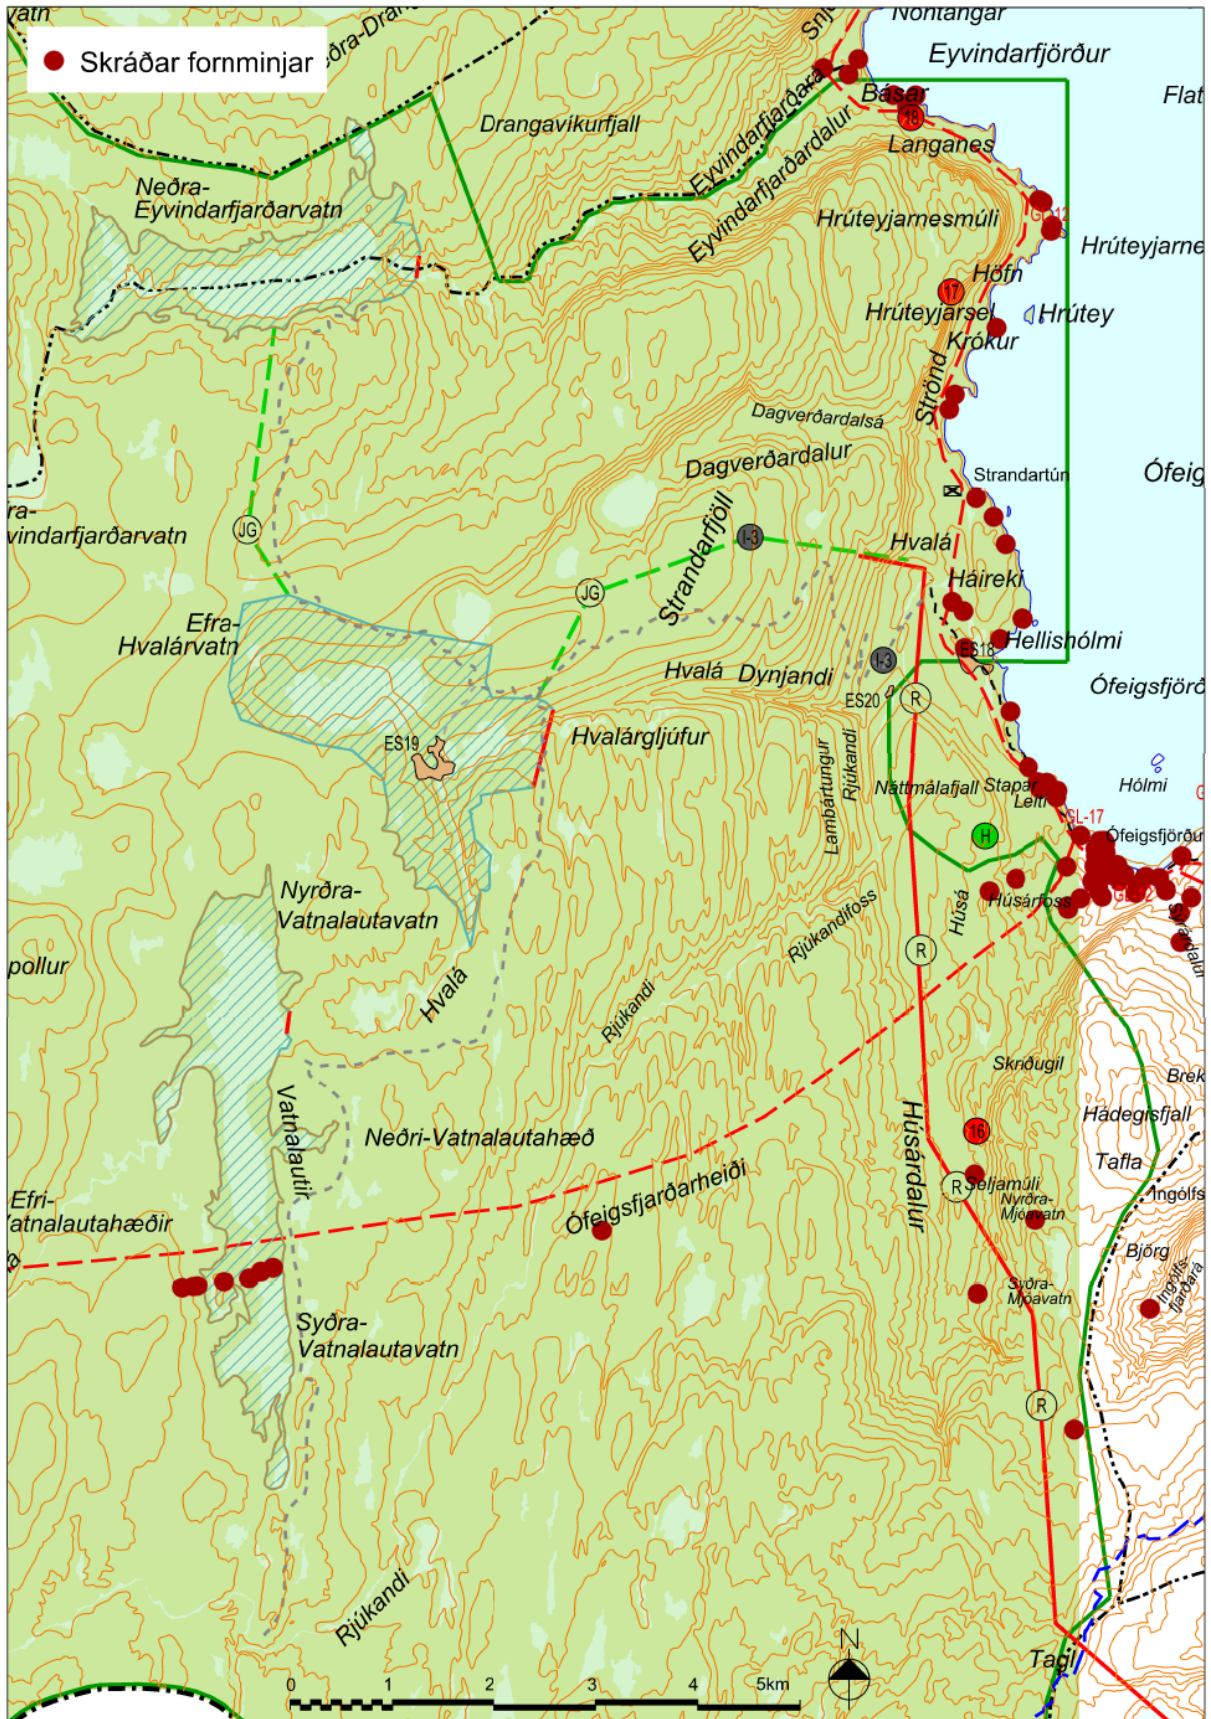 vatn
Skráðar fornminjar
Nóntangar
Eyvindarfjörður
Flat
Básar
18
Langanes
Drangavíkurfjall
Eyvindarfjarðará
Eyvindarfjarðardalur
Neðra-
Eyvindarfjarðarvatn
Hrúteyjarnesmúli
Hrúteyjarne
Höfn
17
Hrúteyjarsel
Hrútey
Krókur
Strönd
Dagverðardalsá
Dagverðardalur
Strandartún
Ófeig
ra-
vindarfjarðarvatn
JG
I-3
Strandarfjöll
Hvalá
JG
Háireki
Efra-
Hvalárvatn
Hellishólmi
ES18
I-3
Hvalá
Dynjandi
ES20
R
Ófeigsfjörð
Hvalárgljúfur
ES19
Lambártungur
Rjúkandi
Náttmálafjall
Stapar
Leiti
Hólmi
GL-17
H
Ófeigsfjörðu
Nyrðra-
Vatnalautavatn
Húsárfoss
Húsá
Rjúkandifoss
Syrárdalur
pollur
R
Hvalá
Rjúkandi
Skriðugil
Brek
Hádegisfjall
Vatnalautir
Neðri-Vatnalautahæð
Húsárdalur
16
Tafla
R
Seljamúli
Nyrðra-
Mjóavatn
Ingólfs
Efri-
Vatnalautahæðir
Ófeigsfjarðarheiði
Björg
Ingólfs-
fjarðará
Syðra-
Mjóavatn
Syðra-
Vatnalautavatn
R
Rjúkandi
Tagl
N
0 1 2 3 4 5km